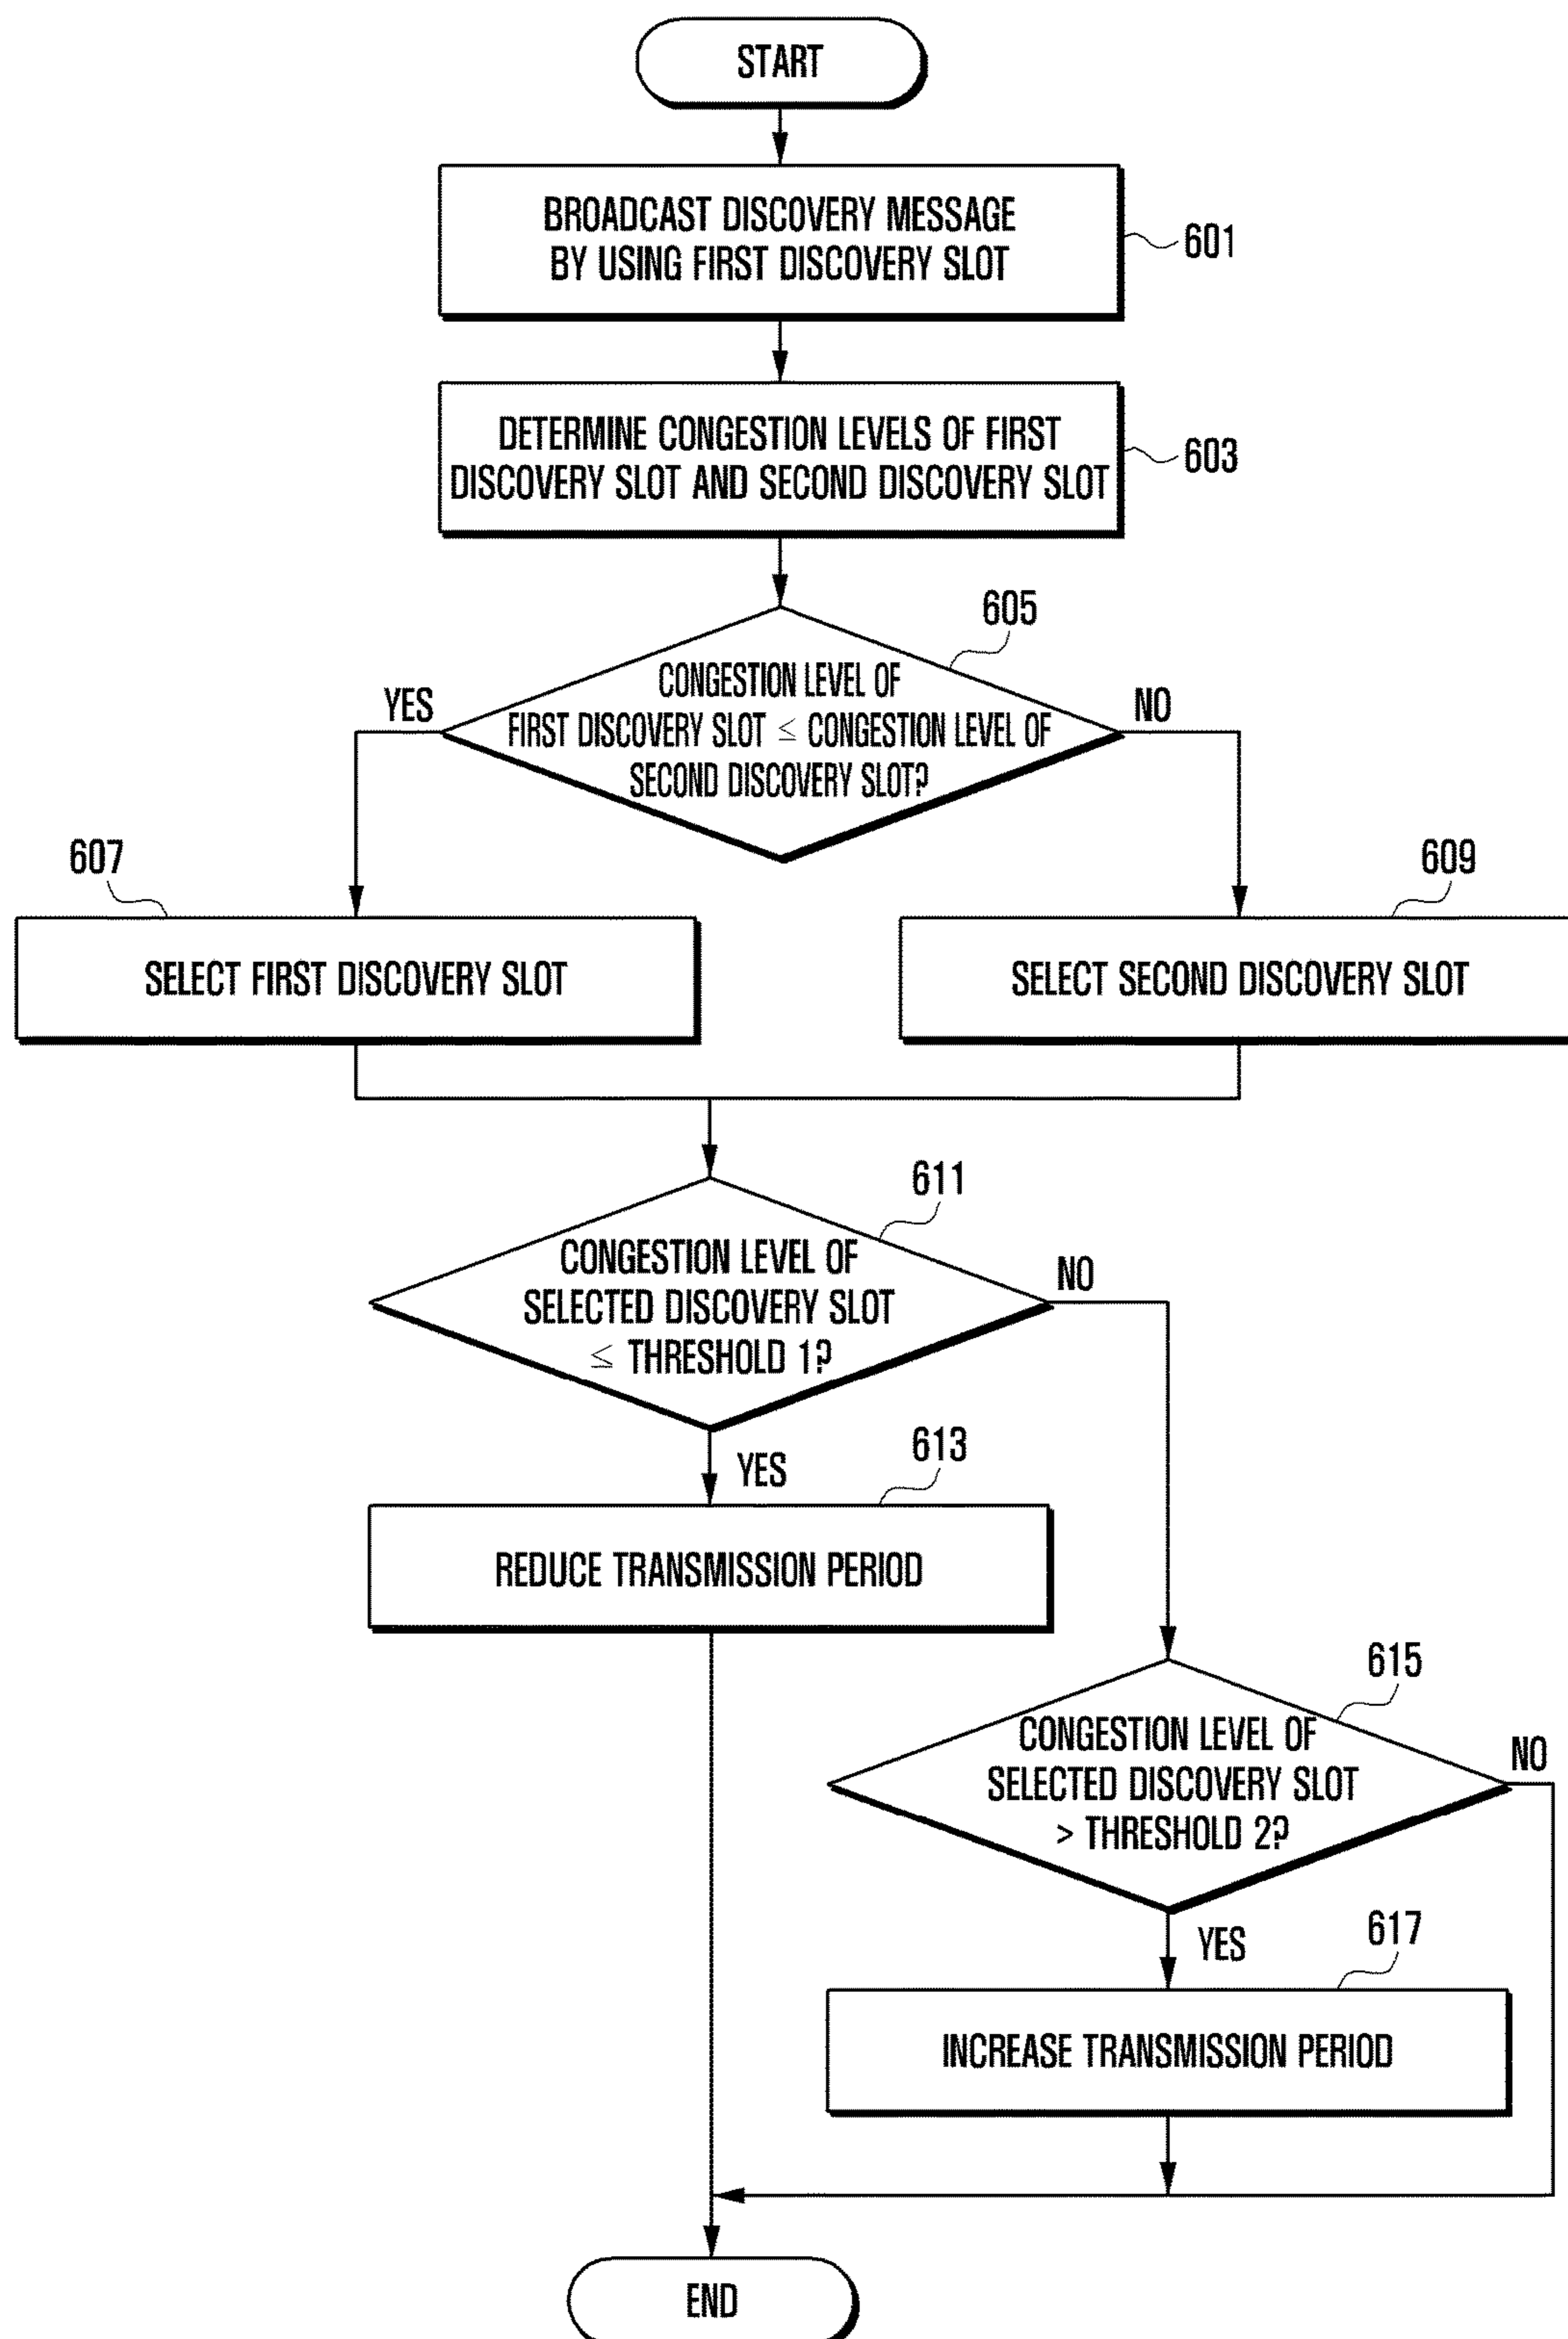 START
BROADCAST DISCOVERY MESSAGE
BY USING FIRST DISCOVERY SLOT
601
DETERMINE CONGESTION LEVELS OF FIRST
DISCOVERY SLOT AND SECOND DISCOVERY SLOT
603
605
CONGESTION LEVEL OF
FIRST DISCOVERY SLOT ≤ CONGESTION LEVEL OF
SECOND DISCOVERY SLOT?
YES
NO
607
SELECT FIRST DISCOVERY SLOT
609
SELECT SECOND DISCOVERY SLOT
611
CONGESTION LEVEL OF
SELECTED DISCOVERY SLOT
≤ THRESHOLD 1?
NO
YES
613
REDUCE TRANSMISSION PERIOD
615
CONGESTION LEVEL OF
SELECTED DISCOVERY SLOT
> THRESHOLD 2?
NO
YES
617
INCREASE TRANSMISSION PERIOD
END